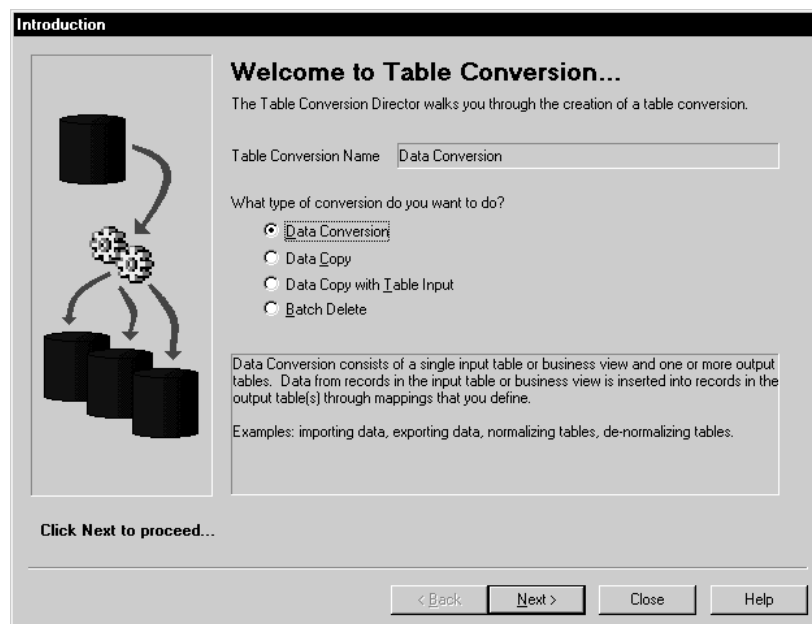 Introduction
Welcome to Table Conversion...
The Table Conversion Director walks you through the creation of a table conversion.
Table Conversion Name Data Conversion
What type of conversion do you want to do?
Data Conversion
Data Copy
Data Copy with Table Input
Batch Delete
Data Conversion consists of a single input table or business view and one or more output
tables. Data from records in the input table or business view is inserted into records in the
output table(s) through mappings that you define.
Examples: importing data, exporting data, normalizing tables, de-normalizing tables.
Click Next to proceed...
< Back Next > Close Help